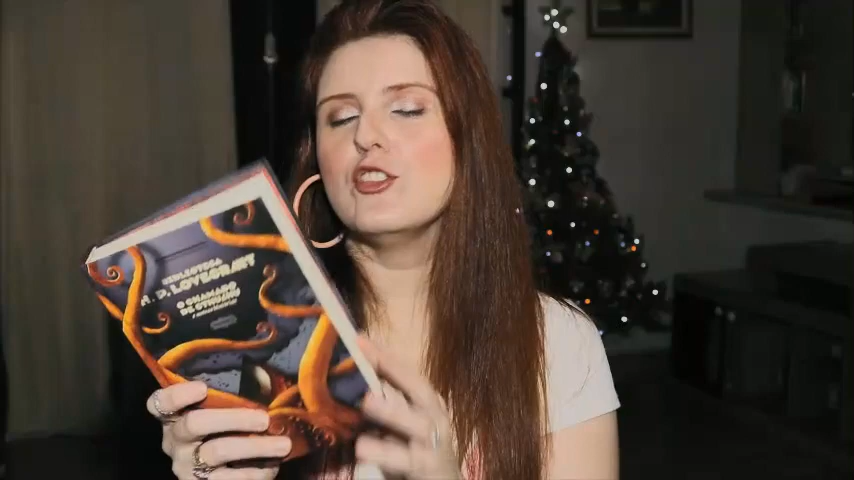 BIBLIOTECA
H. P. LOVECRAFT
O CHAMADO
DE CTHULHU